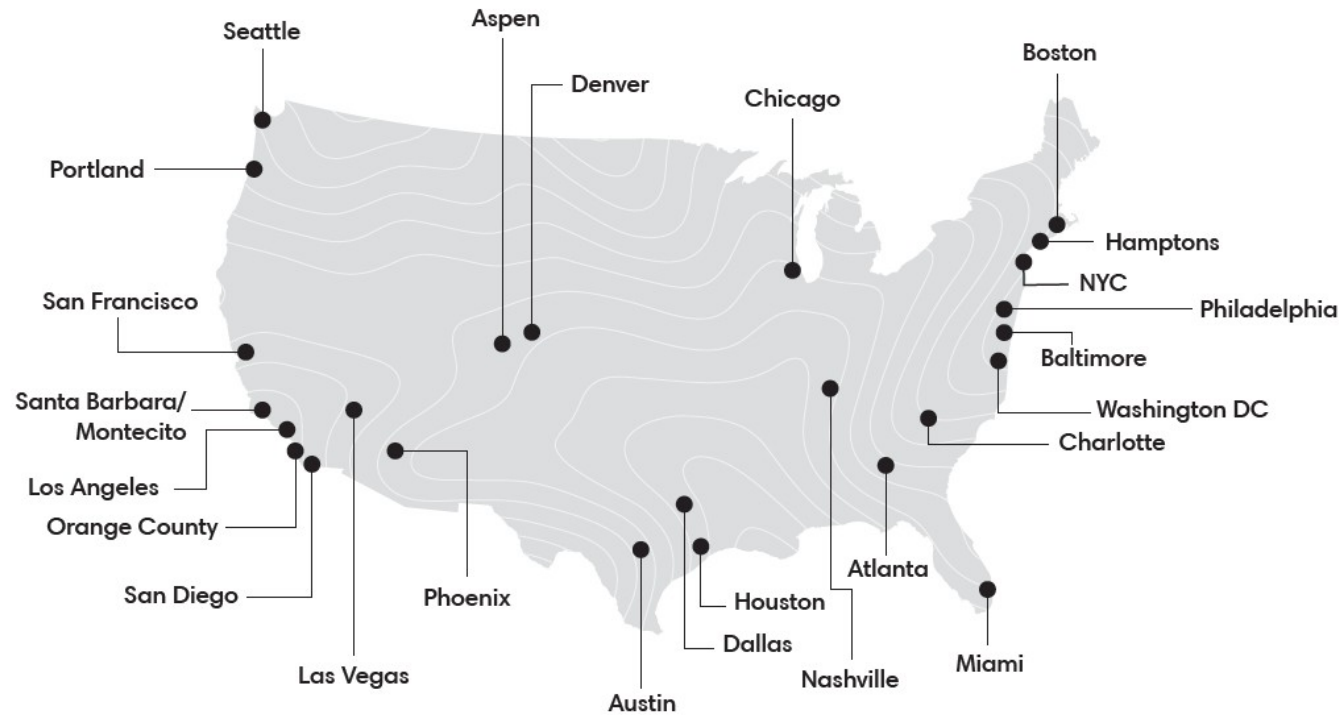 Aspen
Seattle
Boston
Denver
Chicago
Portland
Hamptons
NYC
San Francisco
Philadelphia
Baltimore
Santa Barbara/
Montecito
Washington DC
Charlotte
Los Angeles
Orange County
Atlanta
San Diego
Phoenix
Houston
Dallas
Miami
Las Vegas
Nashville
Austin